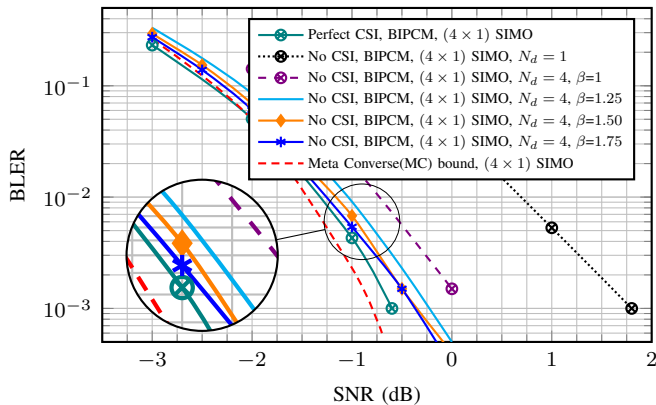 Perfect CSI, BIPCM, (4 × 1) SIMO
No CSI, BIPCM, (4 × 1) SIMO, N_d = 1
No CSI, BIPCM, (4 × 1) SIMO, N_d = 4, β=1
No CSI, BIPCM, (4 × 1) SIMO, N_d = 4, β=1.25
No CSI, BIPCM, (4 × 1) SIMO, N_d = 4, β=1.50
No CSI, BIPCM, (4 × 1) SIMO, N_d = 4, β=1.75
Meta Converse(MC) bound, (4 × 1) SIMO
BLER
10^{−1}
10^{−2}
10^{−3}
−3 −2 −1 0 1 2
SNR (dB)